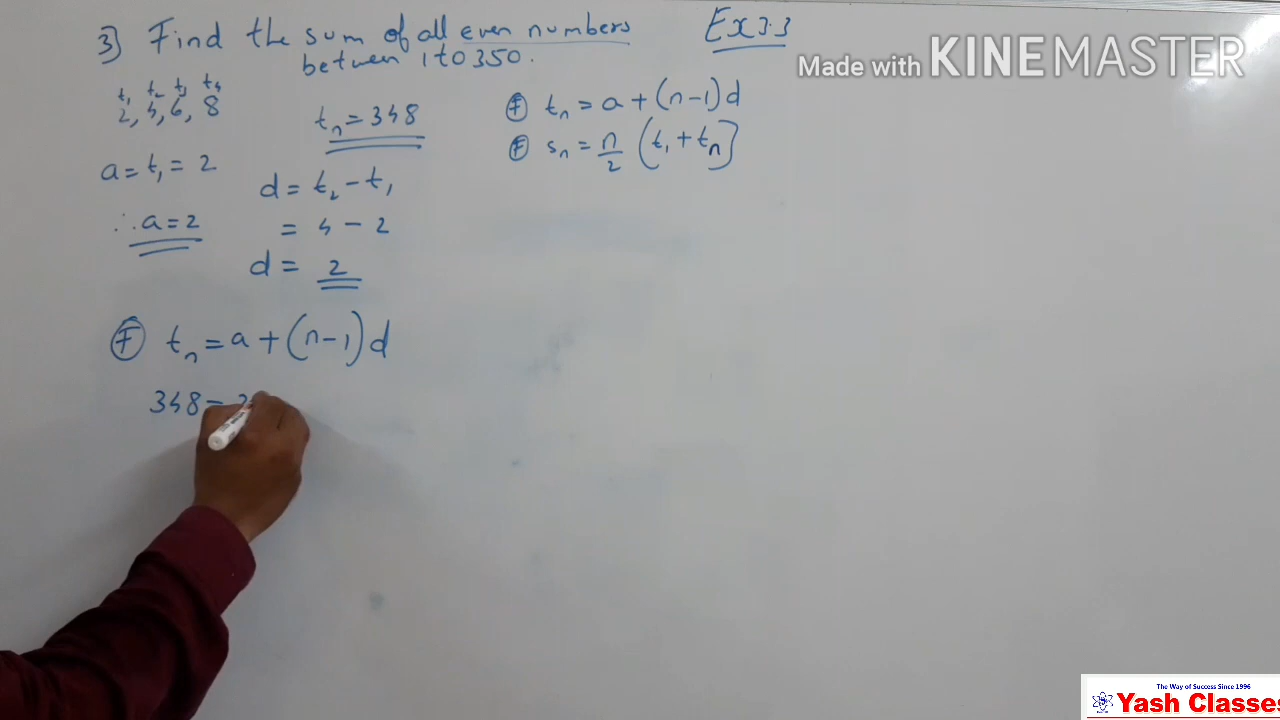 3) Find the sum of all even numbers
between 1 to 350.
Ex 3.3
Made with KINEMASTER
t₁ t₂ t₃ t₄
2, 4, 6, 8
a = t₁ = 2
∴ a = 2
tₙ = 348
d = t₂ - t₁
= 4 - 2
d = 2
Ⓕ tₙ = a + (n-1) d
Ⓕ Sₙ = n/2 [t₁ + tₙ]
Ⓕ tₙ = a + (n-1) d
348 = 2
The Way of Success Since 1996
Yash Classes